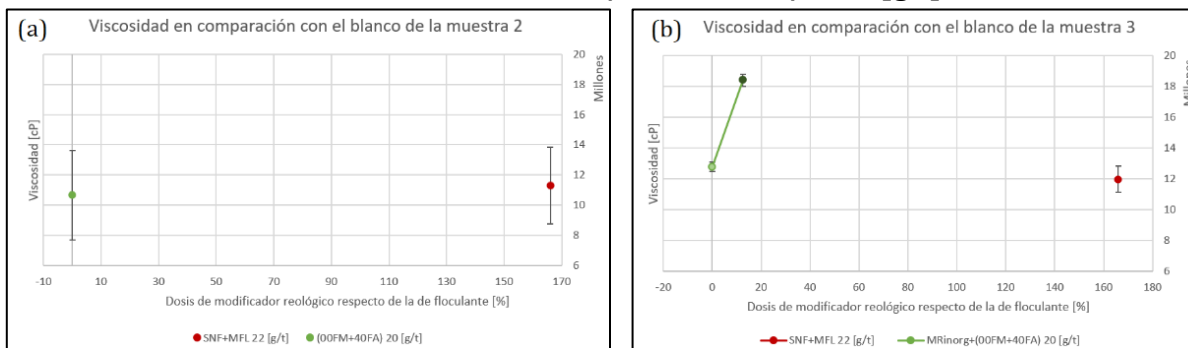 (a)
Viscosidad en comparación con el blanco de la muestra 2
Viscosidad [cP]
Millones
20
18
16
14
12
10
8
6
-10
10
30
50
70
90
110
130
150
170
Dosis de modificador reológico respecto de la de floculante [%]
SNF+MFL 22 [g/t]
(00FM+40FA) 20 [g/t]
(b)
Viscosidad en comparación con el blanco de la muestra 3
Viscosidad [cP]
Millones
20
18
16
14
12
10
8
6
-20
0
20
40
60
80
100
120
140
160
180
Dosis de modificador reológico respecto de la de floculante [%]
SNF+MFL 22 [g/t]
MRinorg+(00FM+40FA) 20 [g/t]